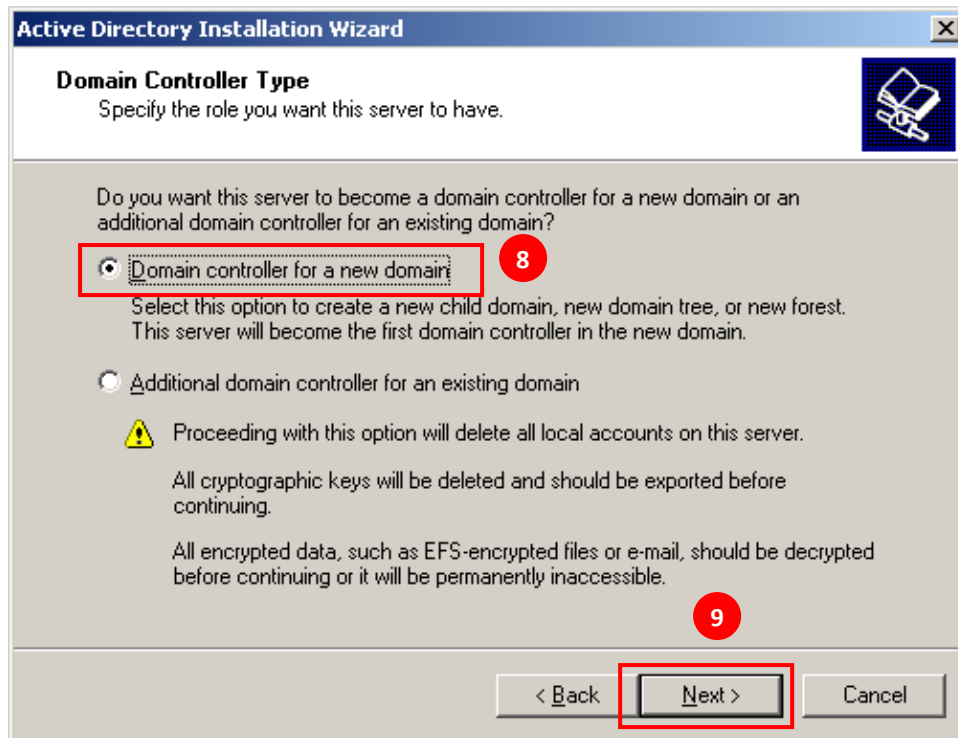 Active Directory Installation Wizard
Domain Controller Type
Specify the role you want this server to have.
Do you want this server to become a domain controller for a new domain or an
additional domain controller for an existing domain?
Domain controller for a new domain
8
Select this option to create a new child domain, new domain tree, or new forest.
This server will become the first domain controller in the new domain.
Additional domain controller for an existing domain
Proceeding with this option will delete all local accounts on this server.
All cryptographic keys will be deleted and should be exported before
continuing.
All encrypted data, such as EFS-encrypted files or e-mail, should be decrypted
before continuing or it will be permanently inaccessible.
9
< Back Next > Cancel